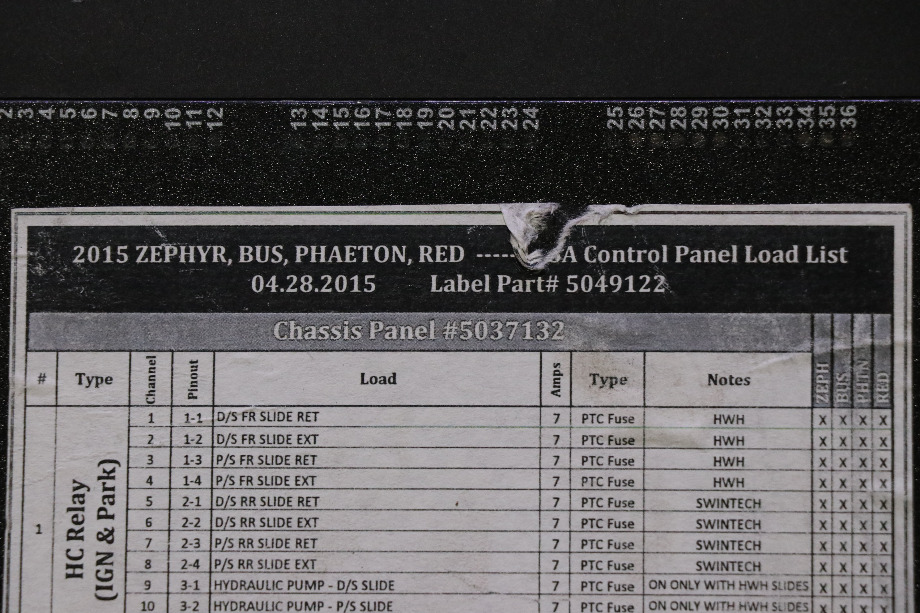 2 3 4 5 6 7 8 9 10 11 12 13 14 15 16 17 18 19 20 21 22 23 24 25 26 27 28 29 30 31 32 33 34 35 36
2015 ZEPHYR, BUS, PHAETON, RED ----- A Control Panel Load List
04.28.2015 Label Part# 5049122
Chassis Panel #5037132
# Type Channel Pinout Load Amps Type Notes ZEPH BUS PHTN RED
1 HC Relay (IGN & Park)
1 1-1 D/S FR SLIDE RET 7 PTC Fuse HWH X X X X
2 1-2 D/S FR SLIDE EXT 7 PTC Fuse HWH X X X X
3 1-3 P/S FR SLIDE RET 7 PTC Fuse HWH X X X X
4 1-4 P/S FR SLIDE EXT 7 PTC Fuse HWH X X X X
5 2-1 D/S RR SLIDE RET 7 PTC Fuse SWINTECH X X X X
6 2-2 D/S RR SLIDE EXT 7 PTC Fuse SWINTECH X X X X
7 2-3 P/S RR SLIDE RET 7 PTC Fuse SWINTECH X X X X
8 2-4 P/S RR SLIDE EXT 7 PTC Fuse SWINTECH X X X X
9 3-1 HYDRAULIC PUMP - D/S SLIDE 7 PTC Fuse ON ONLY WITH HWH SLIDES X X X X
10 3-2 HYDRAULIC PUMP - P/S SLIDE 7 PTC Fuse ON ONLY WITH HWH SLIDES X X X